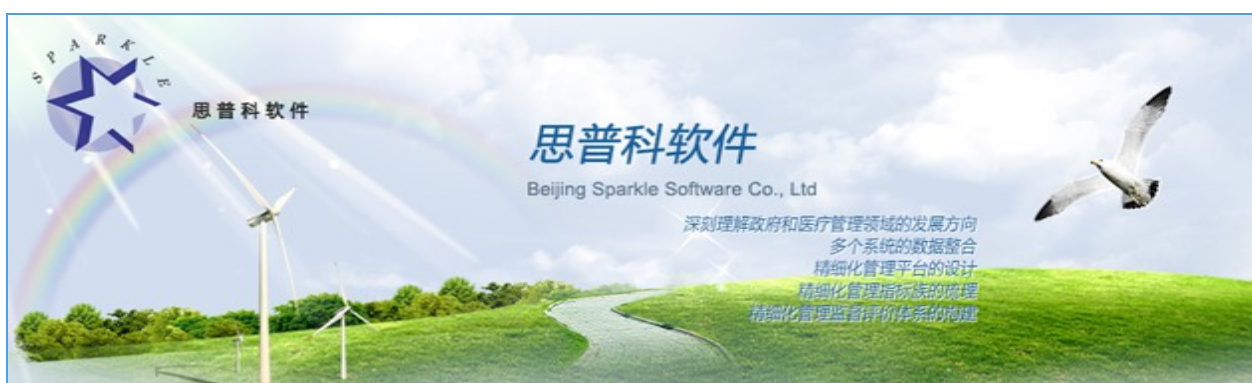 SPARKLE
思普科软件
思普科软件
Beijing Sparkle Software Co., Ltd
深刻理解政府和医疗管理领域的发展方向
多个系统的数据整合
精细化管理平台的设计
精细化管理指标族的梳理
精细化管理监督评价体系的构建